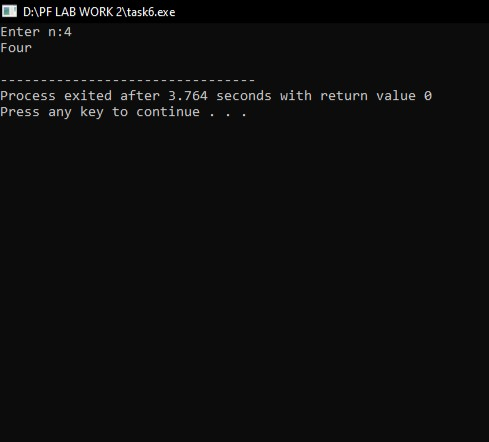 D:\PF LAB WORK 2\task6.exe
Enter n:4
Four
--------------------------------
Process exited after 3.764 seconds with return value 0
Press any key to continue . . .